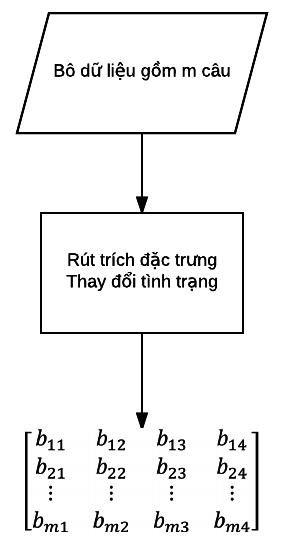 Bô dữ liệu gồm m câu
Rút trích đặc trưng
Thay đổi tình trạng
b11 b12 b13 b14
b21 b22 b23 b24
⋮ ⋮ ⋮ ⋮
bm1 bm2 bm3 bm4